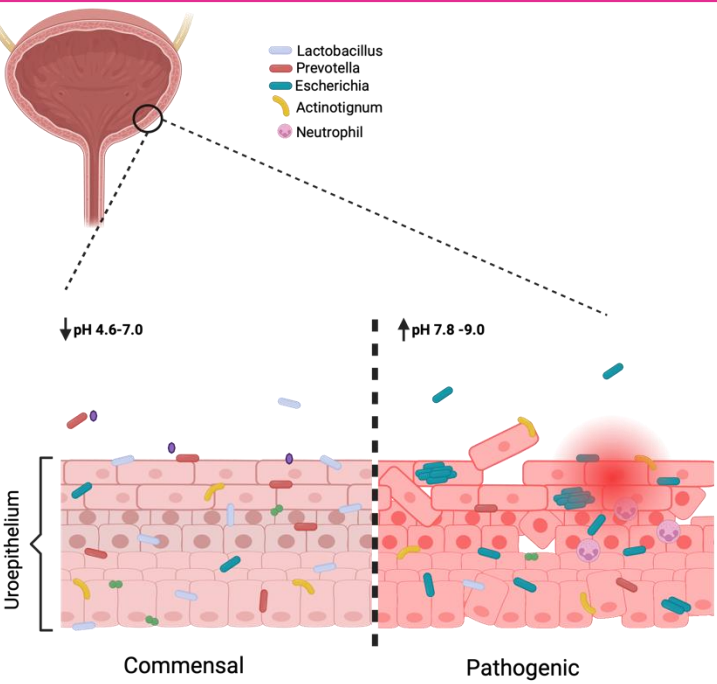 Lactobacillus
Prevotella
Escherichia
Actinotignum
Neutrophil
pH 4.6-7.0
pH 7.8 -9.0
Uroepithelium
Commensal
Pathogenic